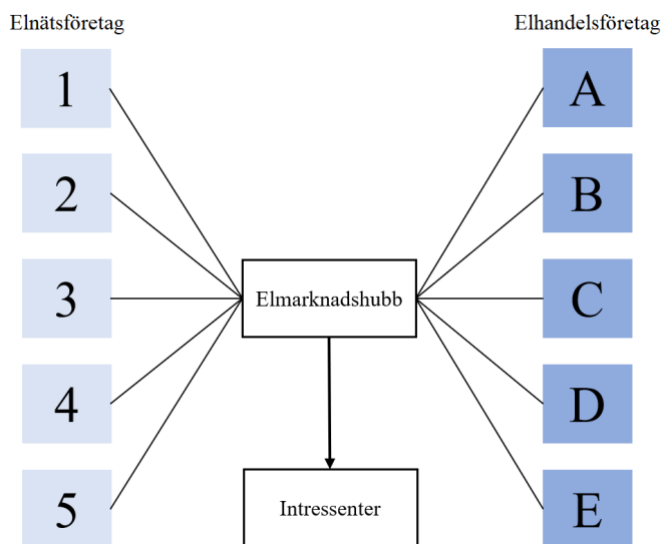 Elnätsföretag
Elhandelsföretag
1
A
2
B
3
Elmarknadshubb
C
4
D
5
Intressenter
E